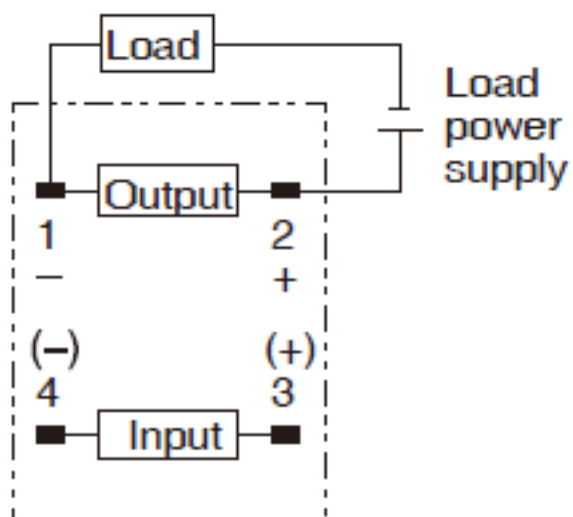 Load
Load
power
supply
Output
1 2
– +
(–) (+)
4 3
Input